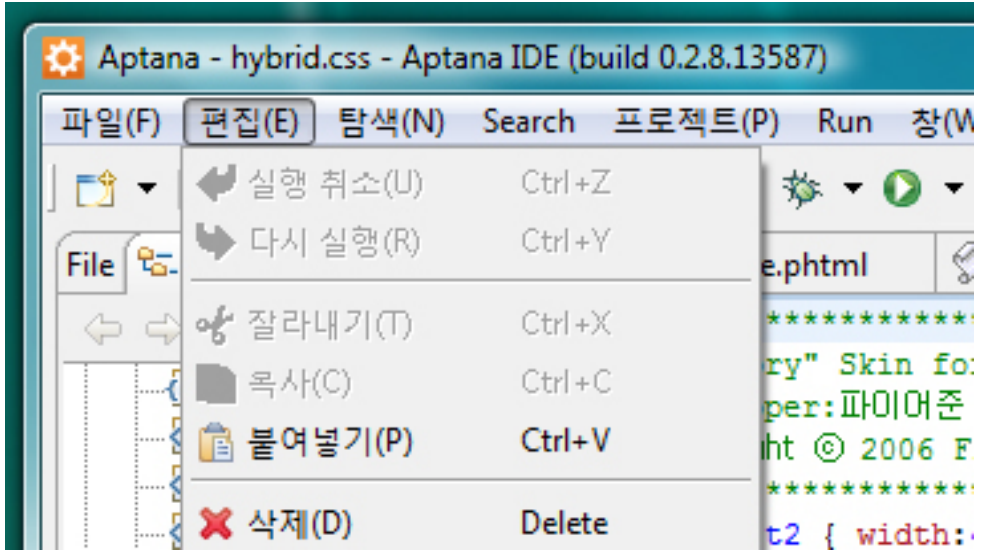 Aptana - hybrid.css - Aptana IDE (build 0.2.8.13587)
파일(F) 편집(E) 탐색(N) Search 프로젝트(P) Run 창(W
실행 취소(U) Ctrl+Z
다시 실행(R) Ctrl+Y
File e.phtml
잘라내기(T) Ctrl+X
*************
복사(C) Ctrl+C
ry" Skin for
per:파이어준
붙여넣기(P) Ctrl+V
ht © 2006 F
*************
삭제(D) Delete
t2 { width: